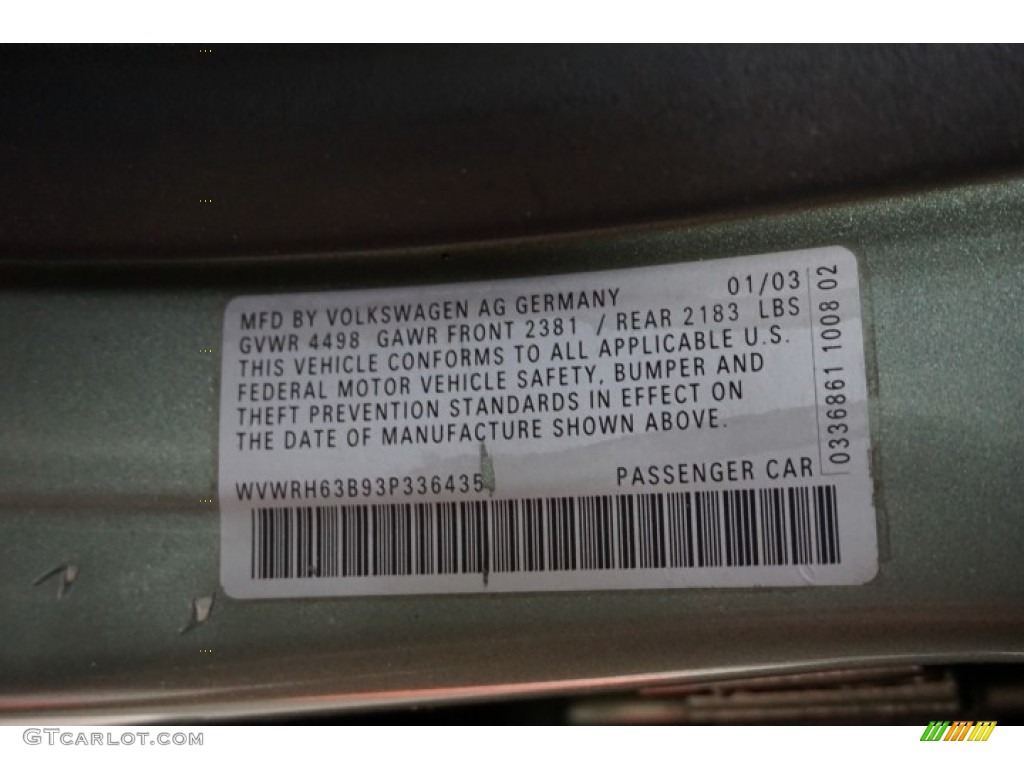 MFD BY VOLKSWAGEN AG GERMANY 01/03
GVWR 4498 GAWR FRONT 2381 / REAR 2183 LBS
THIS VEHICLE CONFORMS TO ALL APPLICABLE U.S.
FEDERAL MOTOR VEHICLE SAFETY, BUMPER AND
THEFT PREVENTION STANDARDS IN EFFECT ON
THE DATE OF MANUFACTURE SHOWN ABOVE.
WVWRH63B93P336435 PASSENGER CAR
0336861 1008 02
GTCarlot.com